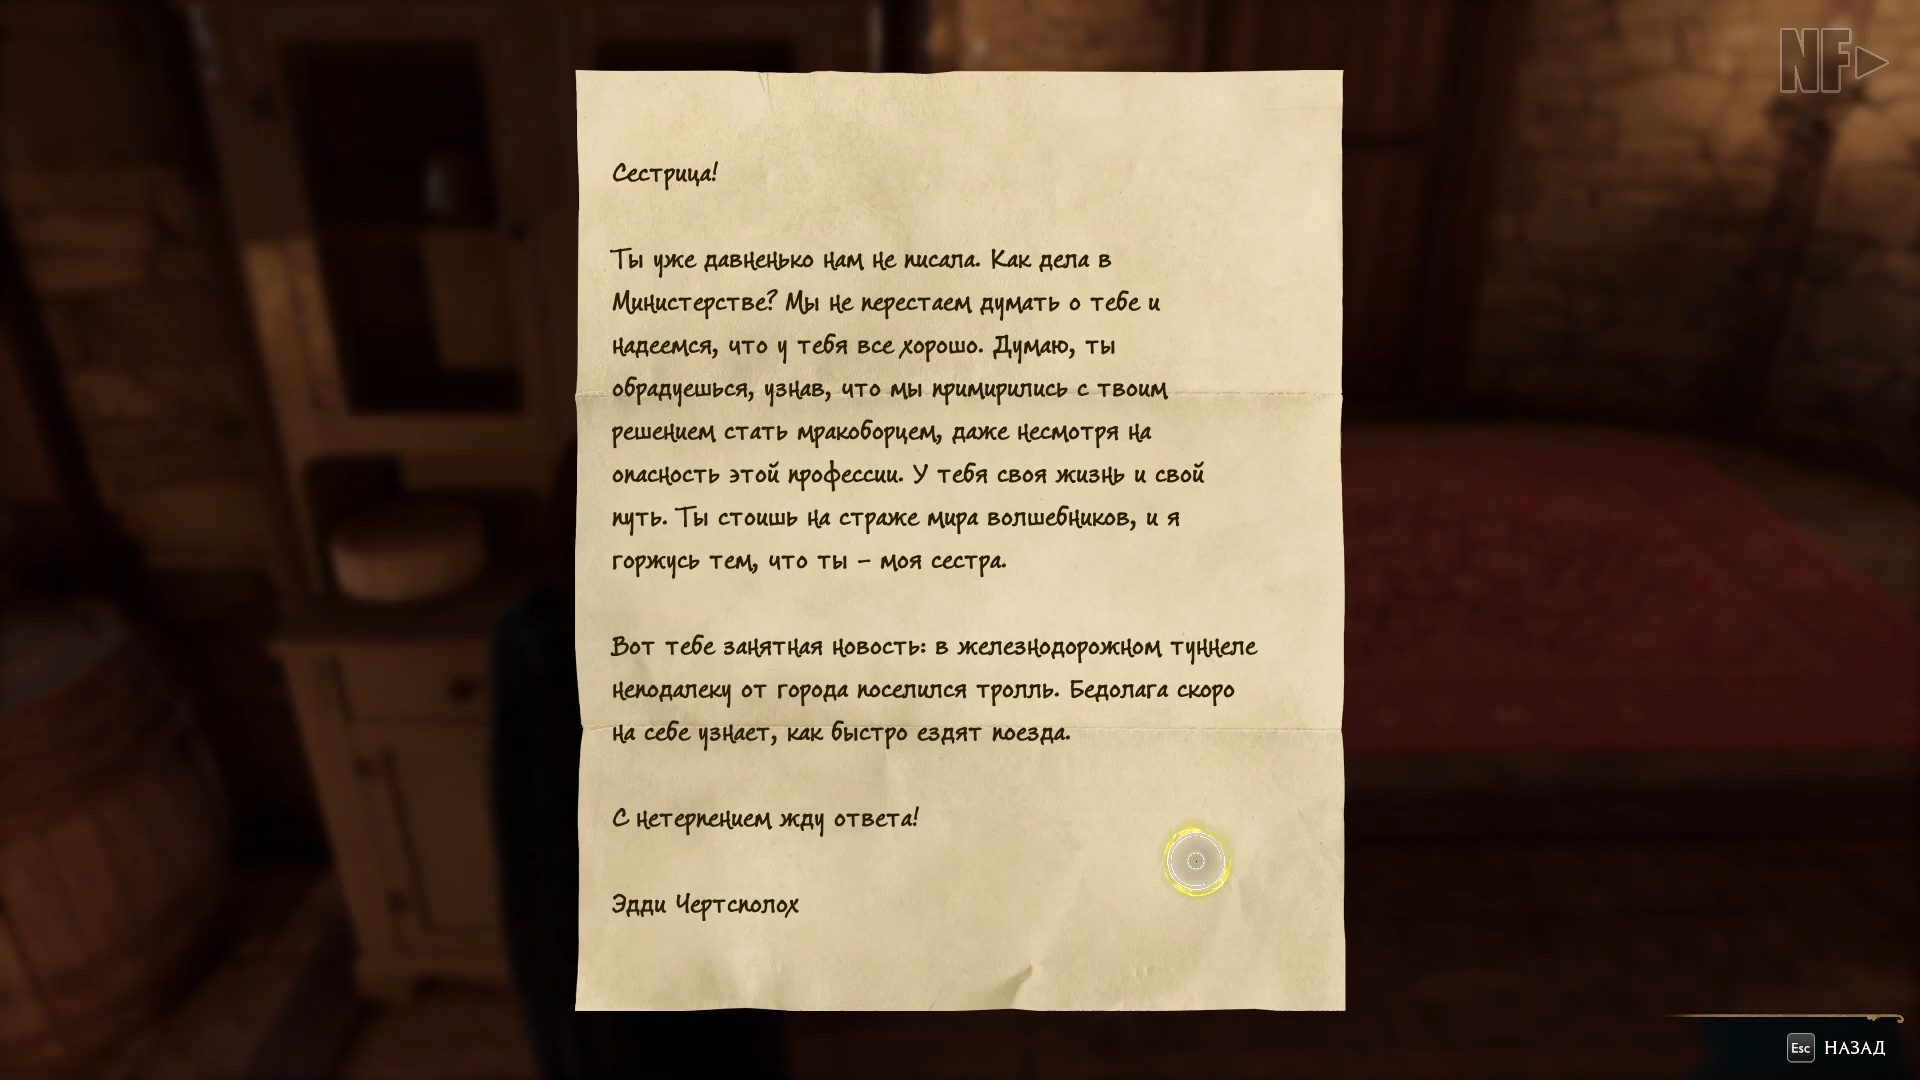 NF
Сестрица!
Ты уже давненько нам не писала. Как дела в
Министерстве? Мы не перестаем думать о тебе и
надеемся, что у тебя все хорошо. Думаю, ты
обрадуешься, узнав, что мы примирились с твоим
решением стать мракоборцем, даже несмотря на
опасность этой профессии. У тебя своя жизнь и свой
путь. Ты стоишь на страже мира волшебников, и я
горжусь тем, что ты – моя сестра.
Вот тебе занятная новость: в железнодорожном туннеле
неподалеку от города поселился тролль. Бедолага скоро
на себе узнает, как быстро ездят поезда.
С нетерпением жду ответа!
Эдди Чертсполох
Esc НАЗАД